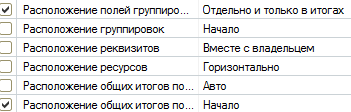 Расположение полей группиро... Отдельно и только в итогах
Расположение группировок Начало
Расположение реквизитов Вместе с владельцем
Расположение ресурсов Горизонтально
Расположение общих итогов по... Авто
Расположение общих итогов по... Начало